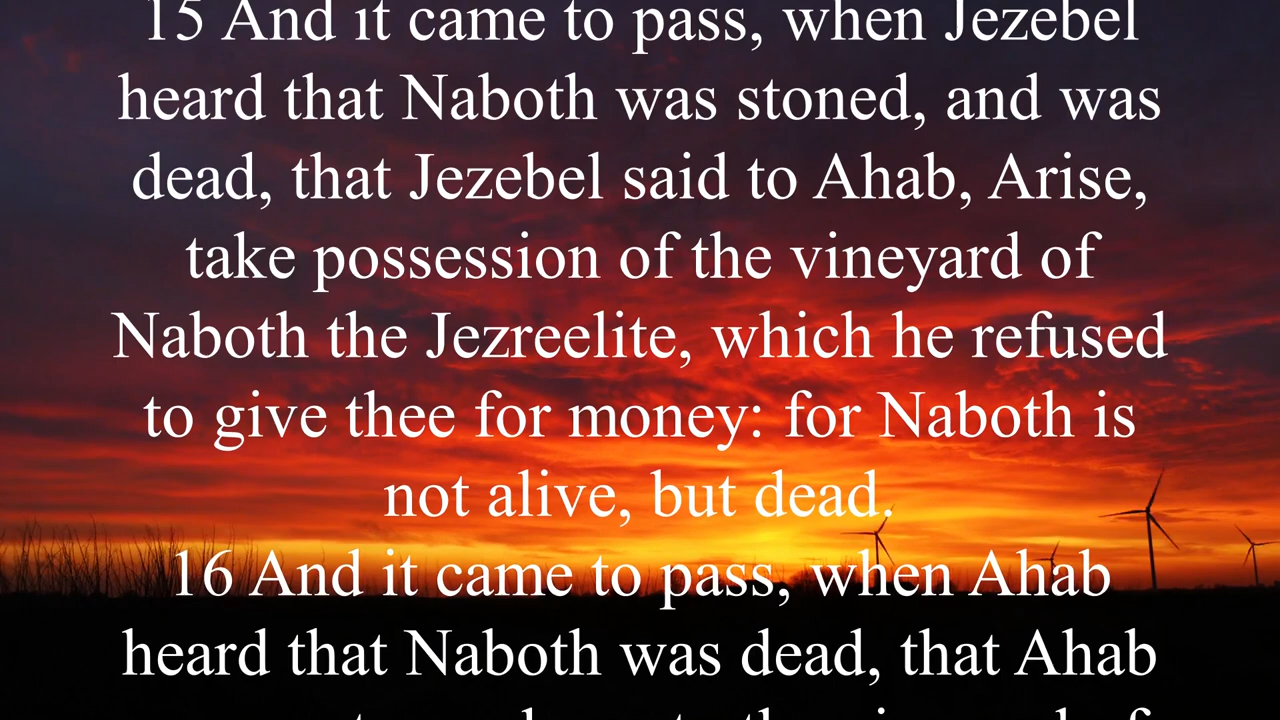 15 And it came to pass, when Jezebel
heard that Naboth was stoned, and was
dead, that Jezebel said to Ahab, Arise,
take possession of the vineyard of
Naboth the Jezreelite, which he refused
to give thee for money: for Naboth is
not alive, but dead.
16 And it came to pass, when Ahab
heard that Naboth was dead, that Ahab